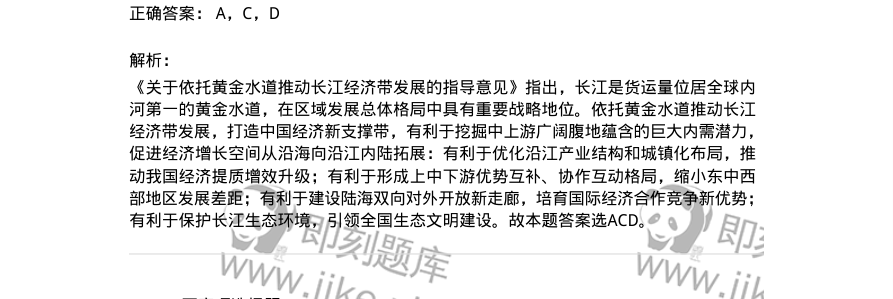 正确答案： A，C，D
解析：
《关于依托黄金水道推动长江经济带发展的指导意见》指出，长江是货运量位居全球内
河第一的黄金水道，在区域发展总体格局中具有重要战略地位。依托黄金水道推动长江
经济带发展，打造中国经济新支撑带，有利于挖掘中上游广阔腹地蕴含的巨大内需潜力，
促进经济增长空间从沿海向沿江内陆拓展：有利于优化沿江产业结构和城镇化布局，推
动我国经济提质增效升级；有利于形成上中下游优势互补、协作互动格局，缩小东中西
部地区发展差距；有利于建设陆海双向对外开放新走廊，培育国际经济合作竞争新优势；
有利于保护长江生态环境，引领全国生态文明建设。故本题答案选ACD。
即刻题库
www.jike
即
www.ji